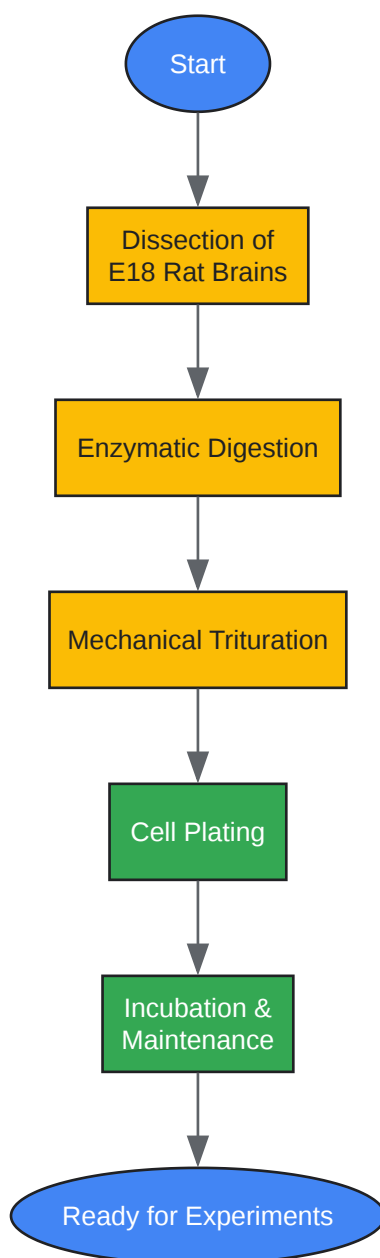 Start
Dissection of
E18 Rat Brains
Enzymatic Digestion
Mechanical Trituration
Cell Plating
Incubation &
Maintenance
Ready for Experiments